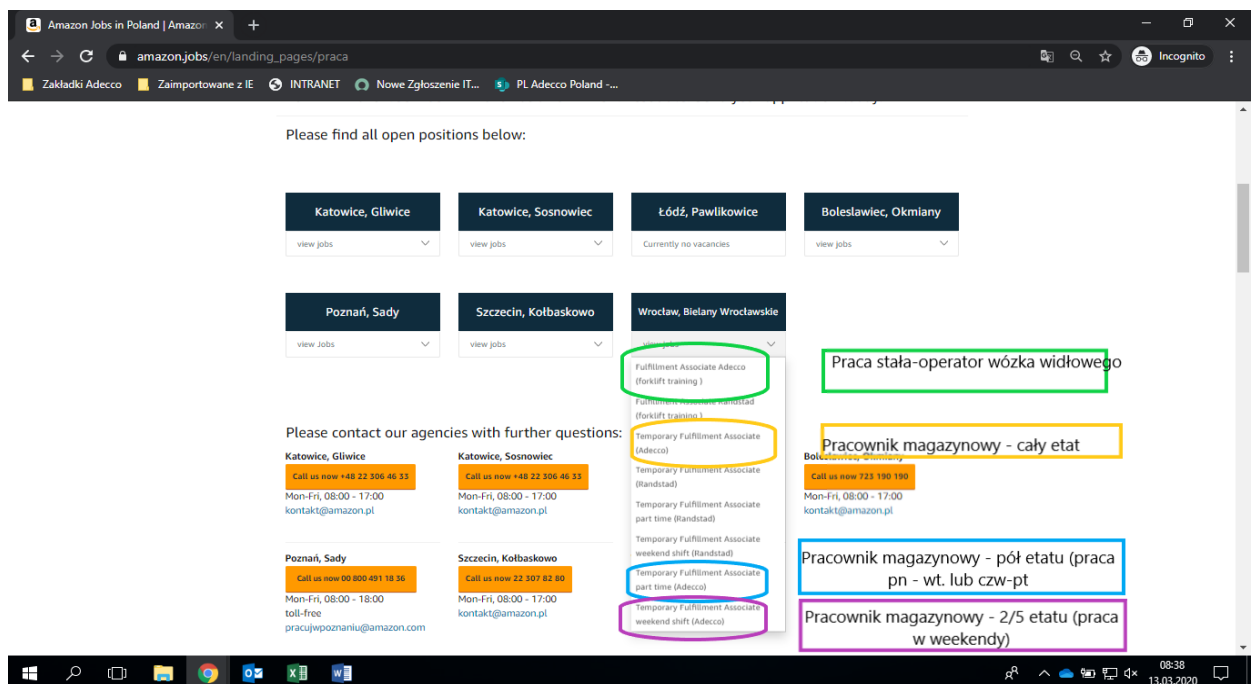 Amazon Jobs in Poland | Amazon
amazon.jobs/en/landing_pages/praca
Incognito
Zakładki Adecco
Zaimportowane z IE
INTRANET
Nowe Zgłoszenie IT...
PL Adecco Poland -...
Please find all open positions below:
Katowice, Gliwice
Katowice, Sosnowiec
Łódź, Pawlikowice
Boleslawiec, Okmiany
view jobs
view jobs
Currently no vacancies
view jobs
Poznań, Sady
Szczecin, Kołbaskowo
Wrocław, Bielany Wrocławskie
view Jobs
view jobs
view jobs
Fulfillment Associate Adecco
(forklift training )
Praca stała-operator wózka widłowego
Fulfillment Associate Randstad
(forklift training )
Please contact our agencies with further questions:
Temporary Fulfillment Associate
(Adecco)
Pracownik magazynowy - cały etat
Katowice, Gliwice
Katowice, Sosnowiec
Boleslawiec, Okmiany
Call us now +48 22 306 46 33
Call us now +48 22 306 46 33
Temporary Fulfillment Associate
(Randstad)
Call us now 723 190 190
Mon-Fri, 08:00 - 17:00
Mon-Fri, 08:00 - 17:00
Mon-Fri, 08:00 - 17:00
kontakt@amazon.pl
kontakt@amazon.pl
Temporary Fulfillment Associate
part time (Randstad)
kontakt@amazon.pl
Temporary Fulfillment Associate
weekend shift (Randstad)
Poznań, Sady
Szczecin, Kołbaskowo
Call us now 00 800 491 18 36
Call us now 22 307 82 80
Temporary Fulfillment Associate
part time (Adecco)
Pracownik magazynowy - pół etatu (praca
pn - wt. lub czw-pt
Mon-Fri, 08:00 - 18:00
Mon-Fri, 08:00 - 17:00
toll-free
kontakt@amazon.pl
pracujwpoznaniu@amazon.com
Temporary Fulfillment Associate
weekend shift (Adecco)
Pracownik magazynowy - 2/5 etatu (praca
w weekendy)
08:38
13.03.2020